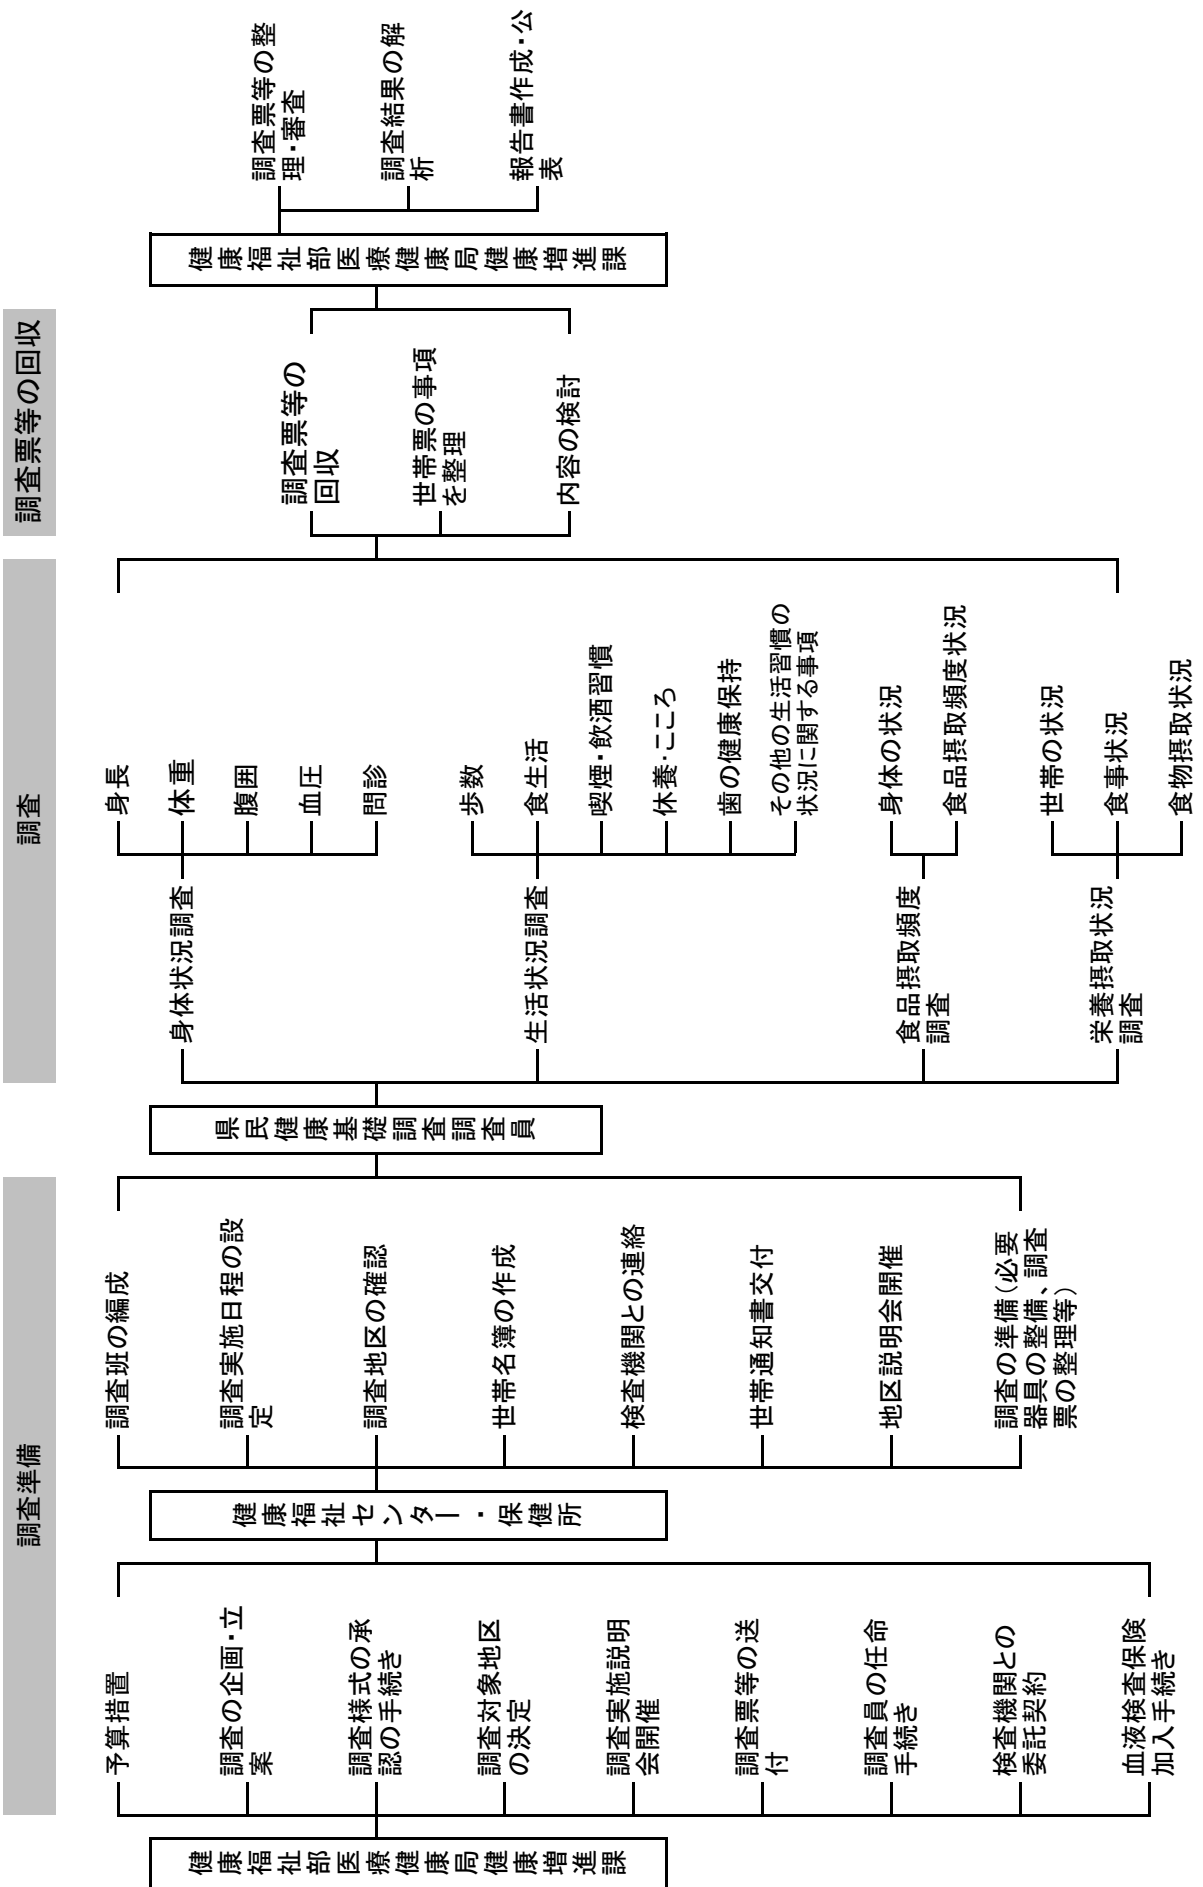 調査準備
調査
調査票等の回収
健康福祉部医療健康局健康増進課
予算措置
調査の企画・立
案
調査様式の承
認の手続き
調査対象地区
の決定
調査実施説明
会開催
調査票等の送
付
調査員の任命
手続き
検査機関との
委託契約
血液検査保険
加入手続き
健康福祉センター・保健所
調査班の編成
調査実施日程の設
定
調査地区の確認
世帯名簿の作成
検査機関との連絡
世帯通知書交付
地区説明会開催
調査の準備（必要
器具の整備、調査
票の整理等）
県民健康基礎調査調査員
身体状況調査
身長
体重
腹囲
血圧
問診
生活状況調査
歩数
食生活
喫煙・飲酒習慣
休養・こころ
歯の健康保持
その他の生活習慣の
状況に関する事項
食品摂取頻度
調査
身体の状況
食品摂取頻度状況
栄養摂取状況
調査
世帯の状況
食事状況
食物摂取状況
調査票等の
回収
世帯票の事項
を整理
内容の検討
健康福祉部医療健康局健康増進課
調査票等の整
理・審査
調査結果の解
析
報告書作成・公
表